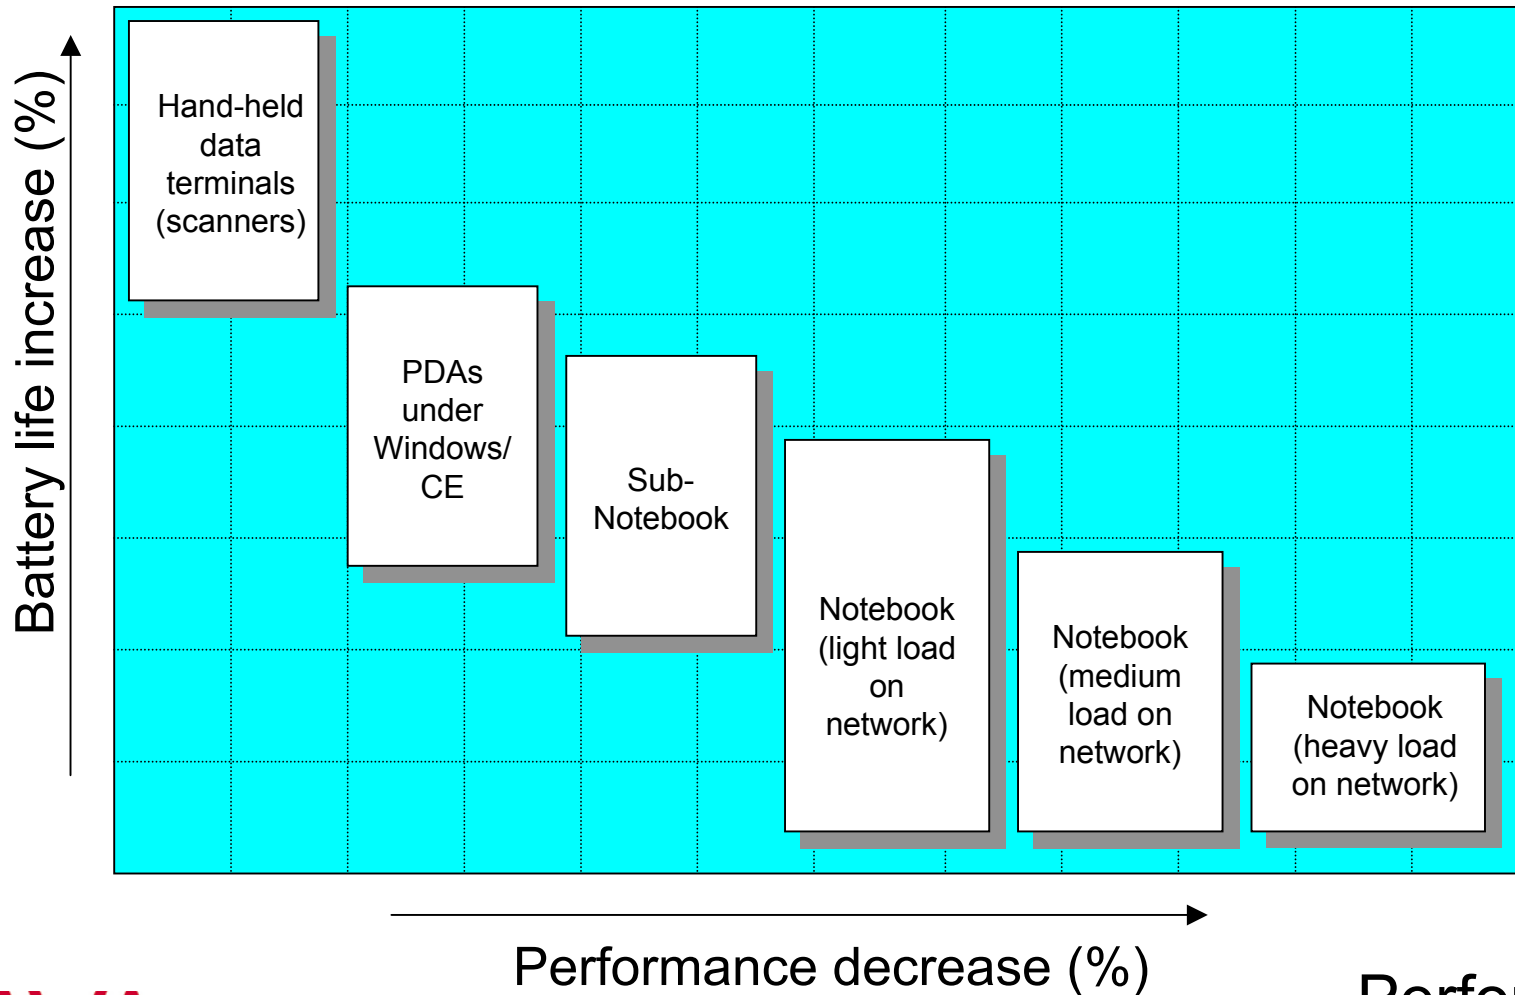 Battery life increase (%)
Hand-held
data
terminals
(scanners)
PDAs
under
Windows/
CE
Sub-
Notebook
Notebook
(light load
on
network)
Notebook
(medium
load on
network)
Notebook
(heavy load
on network)
Performance decrease (%)